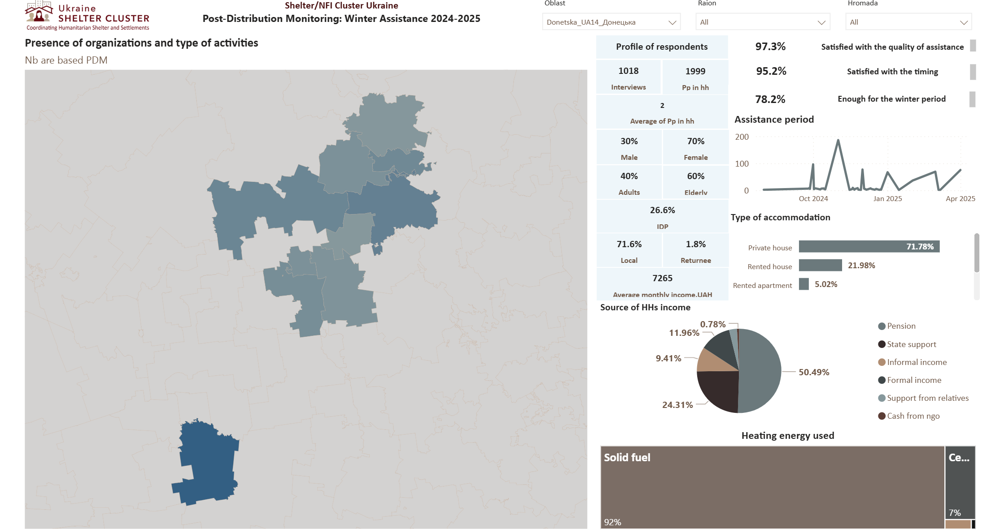 Ukraine
SHELTER CLUSTER
Coordinating Humanitarian Shelter and Settlements
Shelter/NFI Cluster Ukraine
Post-Distribution Monitoring: Winter Assistance 2024-2025
Oblast
Donetska_UA14_Донецька
Raion
All
Hromada
All
Presence of organizations and type of activities
Nb are based PDM
Profile of respondents
1018
Interviews
1999
Pp in hh
2
Average of Pp in hh
30%
Male
70%
Female
40%
Adults
60%
Elderly
26.6%
IDP
71.6%
Local
1.8%
Returnee
7265
Average monthly income,UAH
97.3%
Satisfied with the quality of assistance
95.2%
Satisfied with the timing
78.2%
Enough for the winter period
Assistance period
200
100
0
Oct 2024
Jan 2025
Apr 2025
Type of accommodation
Private house
71.78%
Rented house
21.98%
Rented apartment
5.02%
Source of HHs income
0.78%
11.96%
9.41%
24.31%
50.49%
Pension
State support
Informal income
Formal income
Support from relatives
Cash from ngo
Heating energy used
Solid fuel
92%
Ce...
7%